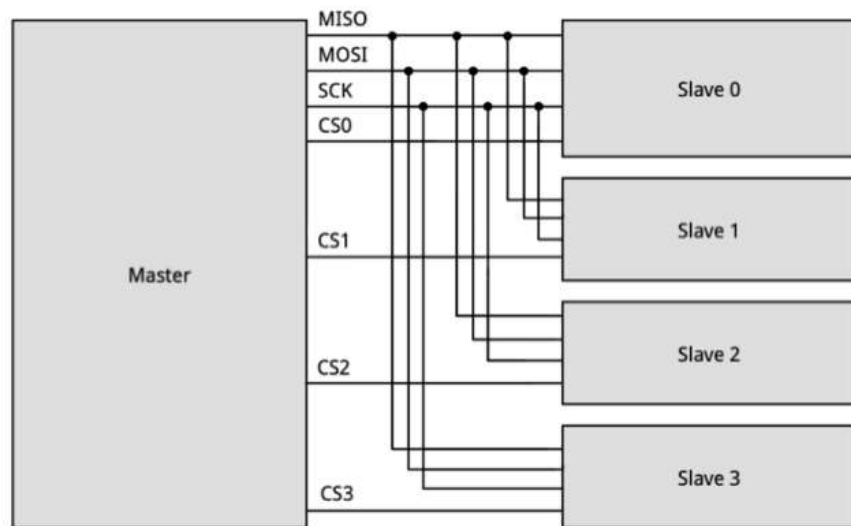 MISO
MOSI
SCK
CS0
Slave 0
CS1
Slave 1
Master
CS2
Slave 2
CS3
Slave 3